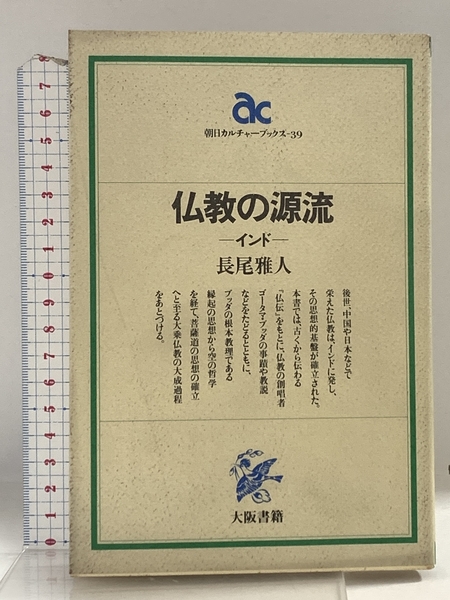 ac
朝日カルチャーブックス-39
仏教の源流
—インド—
長尾雅人
後世、中国や日本などで
栄えた仏教は、インドに発し、
その思想的基盤が確立された。
本書では、古くから伝わる
『仏伝』をもとに、仏教の創唱者
ゴータマ・ブッダの事蹟や教説
などをたどるとともに、
ブッダの根本教理である
縁起の思想から空の哲学
を経て、菩薩道の思想の確立
へと至る大乗仏教の大成過程
をあとづける。
大阪書籍
8
7
6
5
4
3
2
1